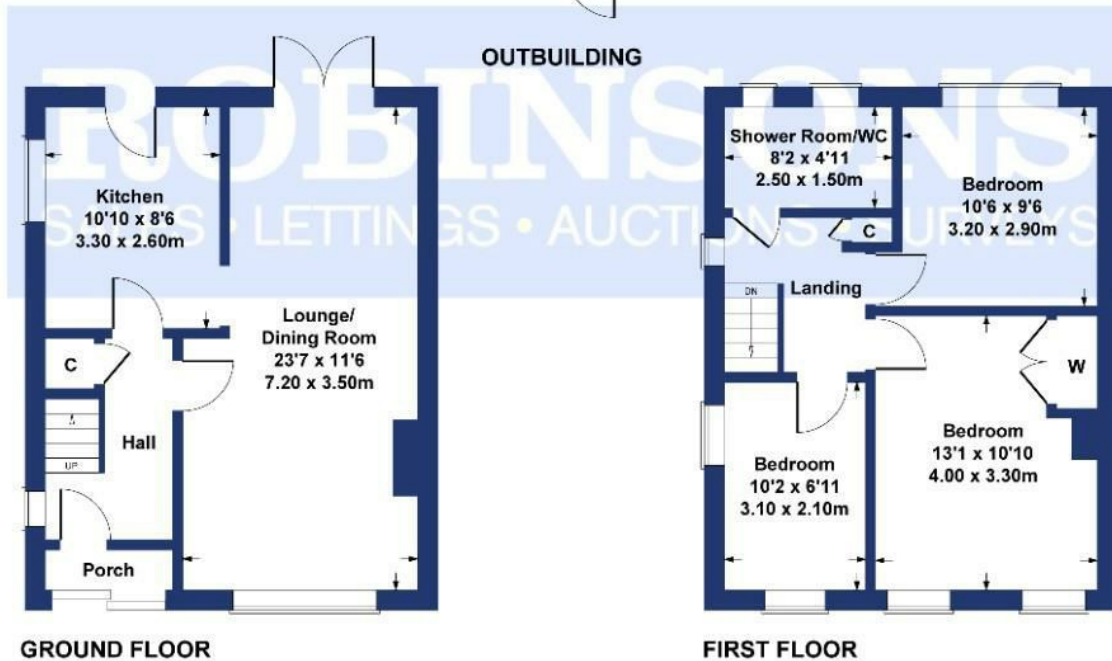 OUTBUILDING
ROBINSONS
SALES • LETTINGS • AUCTIONS • SURVEYS
Kitchen
10'10 x 8'6
3.30 x 2.60m
Lounge/
Dining Room
23'7 x 11'6
7.20 x 3.50m
C
Hall
UP
Porch
GROUND FLOOR
Shower Room/WC
8'2 x 4'11
2.50 x 1.50m
Bedroom
10'6 x 9'6
3.20 x 2.90m
C
Landing
DN
W
Bedroom
13'1 x 10'10
4.00 x 3.30m
Bedroom
10'2 x 6'11
3.10 x 2.10m
FIRST FLOOR